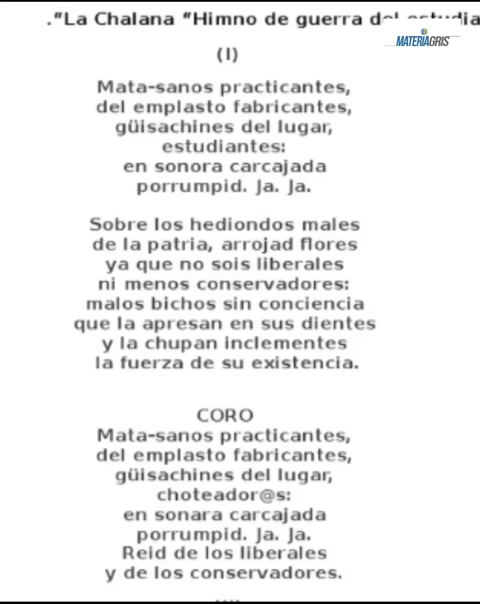 ."La Chalana “Himno de guerra del estudia
MATERIAGRIS
(I)
Mata-sanos practicantes,
del emplasto fabricantes,
güisachines del lugar,
estudiantes:
en sonora carcajada
porrumpid. Ja. Ja.
Sobre los hediondos males
de la patria, arrojad flores
ya que no sois liberales
ni menos conservadores:
malos bichos sin conciencia
que la apresan en sus dientes
y la chupan inclementes
la fuerza de su existencia.
CORO
Mata-sanos practicantes,
del emplasto fabricantes,
güisachines del lugar,
choteador@s:
en sonara carcajada
porrumpid. Ja. Ja.
Reid de los liberales
y de los conservadores.